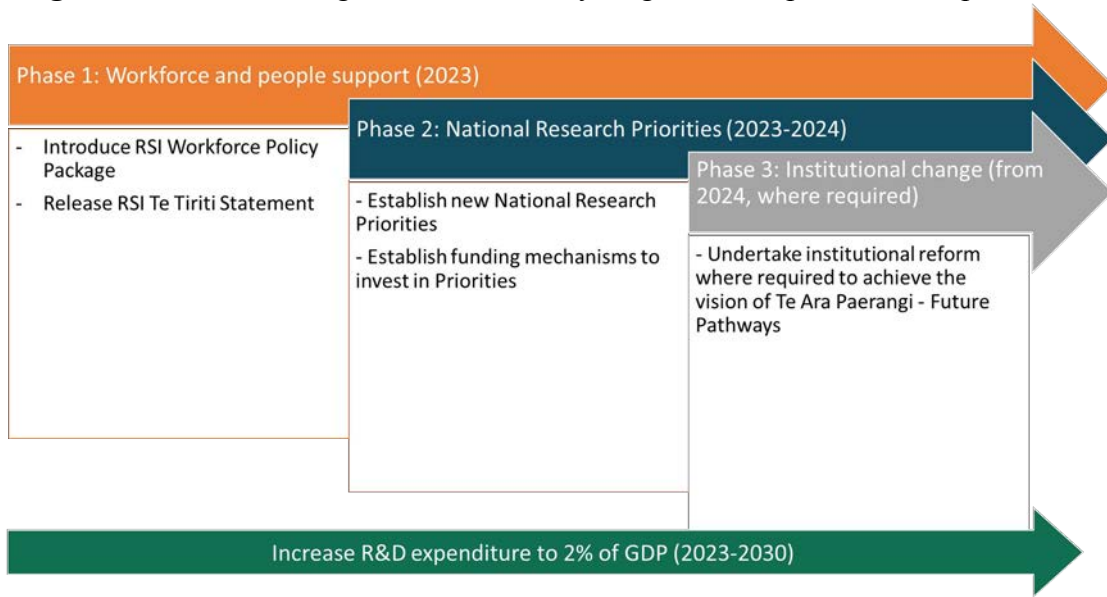 Phase 1: Workforce and people support (2023)
- Introduce RSI Workforce Policy
Package
- Release RSI Te Tiriti Statement
Phase 2: National Research Priorities (2023-2024)
- Establish new National Research
Priorities
- Establish funding mechanisms to
invest in Priorities
Phase 3: Institutional change (from
2024, where required)
- Undertake institutional reform
where required to achieve the
vision of Te Ara Paerangi - Future
Pathways
Increase R&D expenditure to 2% of GDP (2023-2030)